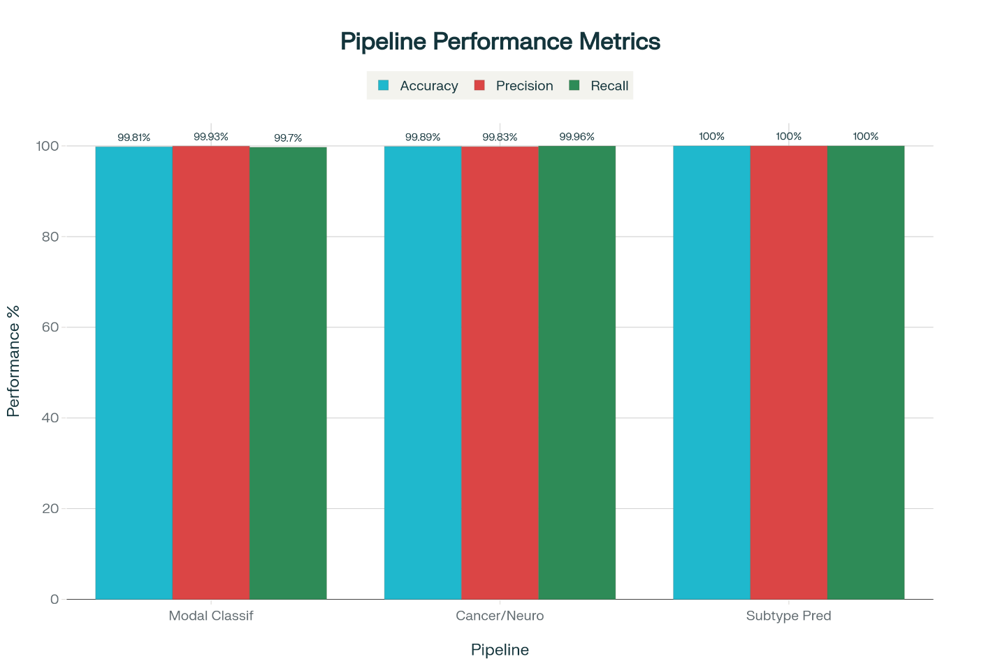 Pipeline Performance Metrics
Accuracy Precision Recall
99.81% 99.93% 99.7% 99.89% 99.83% 99.96% 100% 100% 100%
100
80
60
40
20
0
Performance %
Modal Classif Cancer/Neuro Subtype Pred
Pipeline